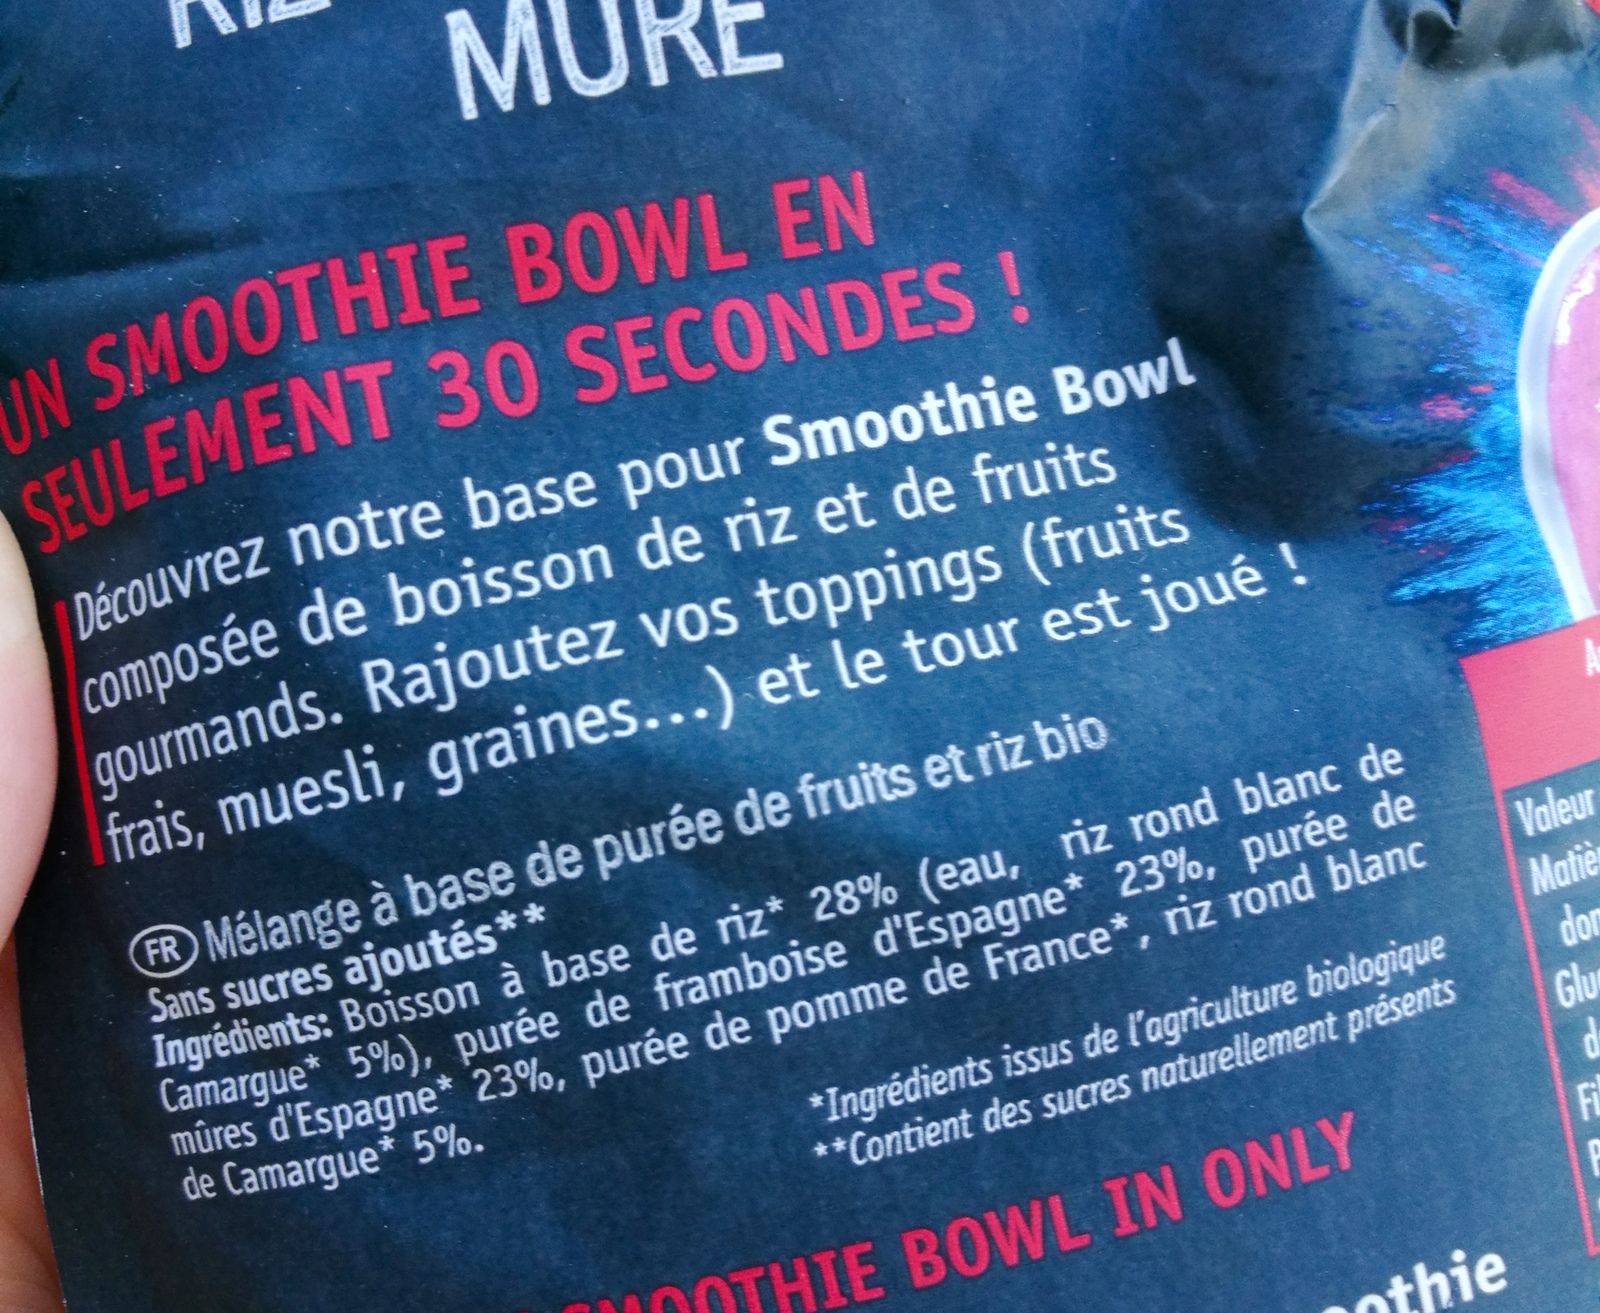 RIZ
MÛRE
UN SMOOTHIE BOWL EN
SEULEMENT 30 SECONDES !
Découvrez notre base pour Smoothie Bowl
composée de boisson de riz et de fruits
gourmands. Rajoutez vos toppings (fruits
frais, muesli, graines...) et le tour est joué !
FR Mélange à base de purée de fruits et riz bio
Sans sucres ajoutés**
Ingrédients: Boisson à base de riz* 28% (eau, riz rond blanc de
Camargue* 5%), purée de framboise d'Espagne* 23%, purée de
mûres d'Espagne* 23%, purée de pomme de France*, riz rond blanc
de Camargue* 5%.
*Ingrédients issus de l'agriculture biologique
**Contient des sucres naturellement présents
SMOOTHIE BOWL IN ONLY
Valeur